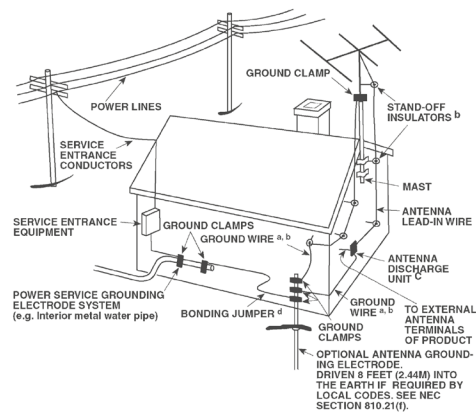 GROUND CLAMP
POWER LINES
STAND-OFF
INSULATORS b
SERVICE
ENTRANCE
CONDUCTORS
MAST
ANTENNA
LEAD-IN WIRE
SERVICE ENTRANCE
EQUIPMENT
GROUND CLAMPS
GROUND WIRE a, b
ANTENNA
DISCHARGE
UNIT C
POWER SERVICE GROUNDING
ELECTRODE SYSTEM
(e.g. Interior metal water pipe)
BONDING JUMPER d
GROUND
WIRE a, b
TO EXTERNAL
ANTENNA
TERMINALS
OF PRODUCT
GROUND
CLAMPS
OPTIONAL ANTENNA GROUND-
ING ELECTRODE.
DRIVEN 8 FEET (2.44M) INTO
THE EARTH IF REQUIRED BY
LOCAL CODES. SEE NEC
SECTION 810.21(f).